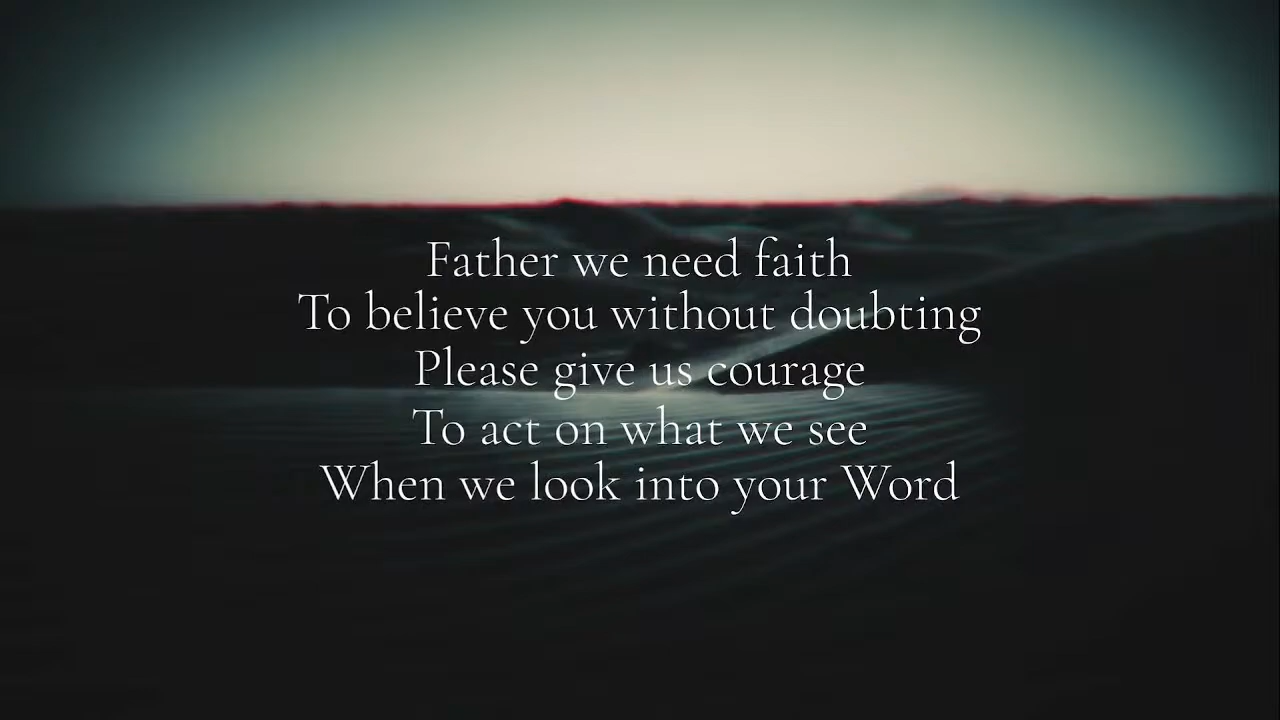 Father we need faith
To believe you without doubting
Please give us courage
To act on what we see
When we look into your Word